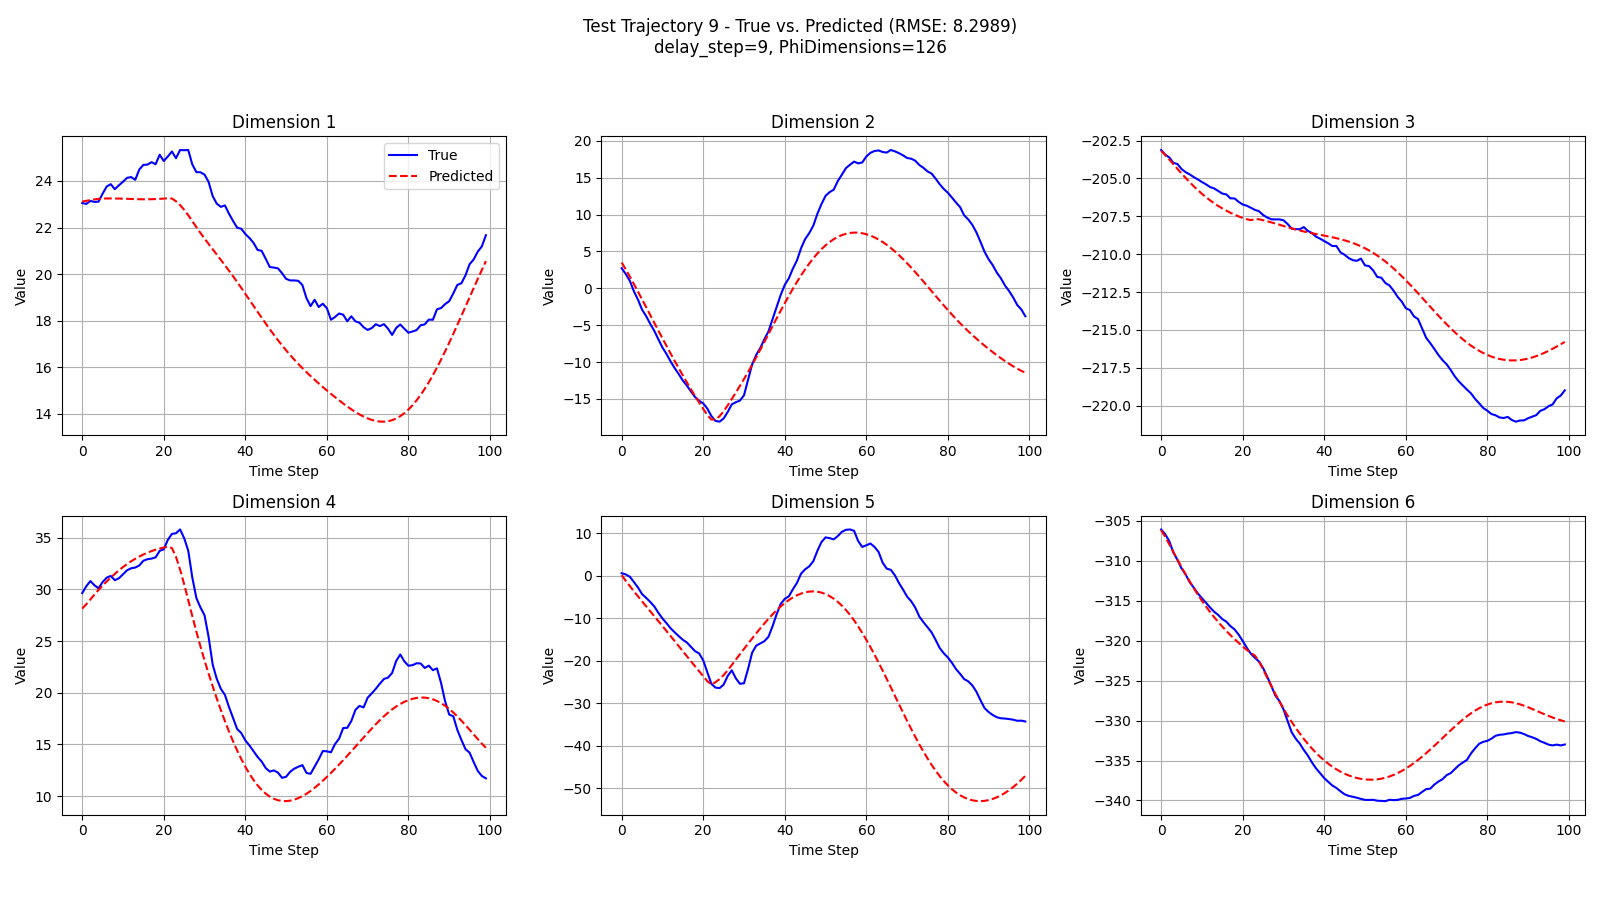 Test Trajectory 9 - True vs. Predicted (RMSE: 8.2989)
delay_step=9, PhiDimensions=126
Dimension 1
Value
24
22
20
18
16
14
0 20 40 60 80 100
Time Step
True
Predicted
Dimension 2
Value
20
15
10
5
0
−5
−10
−15
0 20 40 60 80 100
Time Step
Dimension 3
Value
−202.5
−205.0
−207.5
−210.0
−212.5
−215.0
−217.5
−220.0
0 20 40 60 80 100
Time Step
Dimension 4
Value
35
30
25
20
15
10
0 20 40 60 80 100
Time Step
Dimension 5
Value
10
0
−10
−20
−30
−40
−50
0 20 40 60 80 100
Time Step
Dimension 6
Value
−305
−310
−315
−320
−325
−330
−335
−340
0 20 40 60 80 100
Time Step